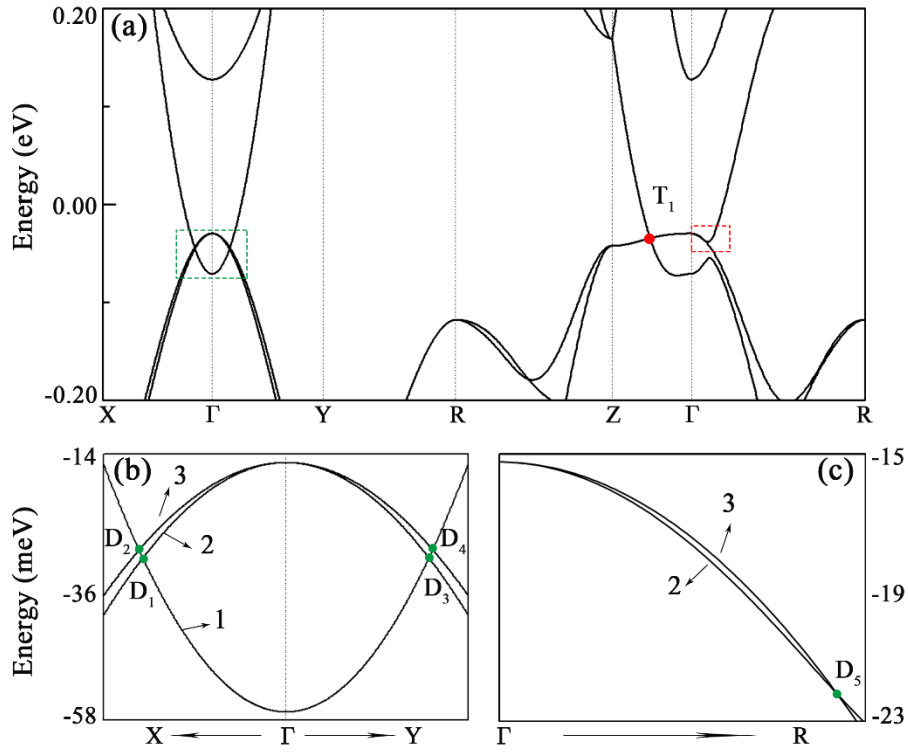 0.20
(a)
Energy (eV)
0.00
T1
-0.20
X Γ Y R Z Γ R
-14
(b)
3
D2
D4
2
D1
D3
-36
1
Energy (meV)
-58
X Γ Y
(c)
-15
3
2
-19
D5
-23
Γ R